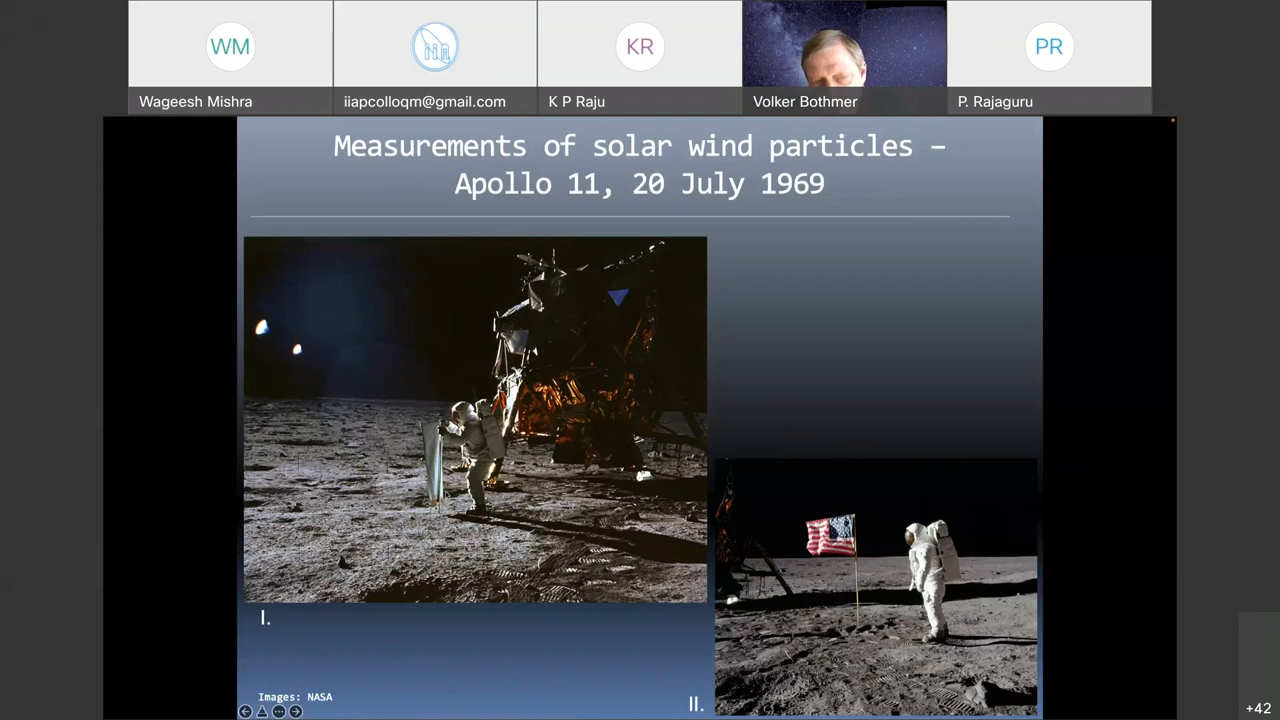 WM
iia
KR
PR
Wageesh Mishra
iiapcolloqm@gmail.com
K P Raju
Volker Bothmer
P. Rajaguru
Measurements of solar wind particles –
Apollo 11, 20 July 1969
I.
II.
Images: NASA
+42